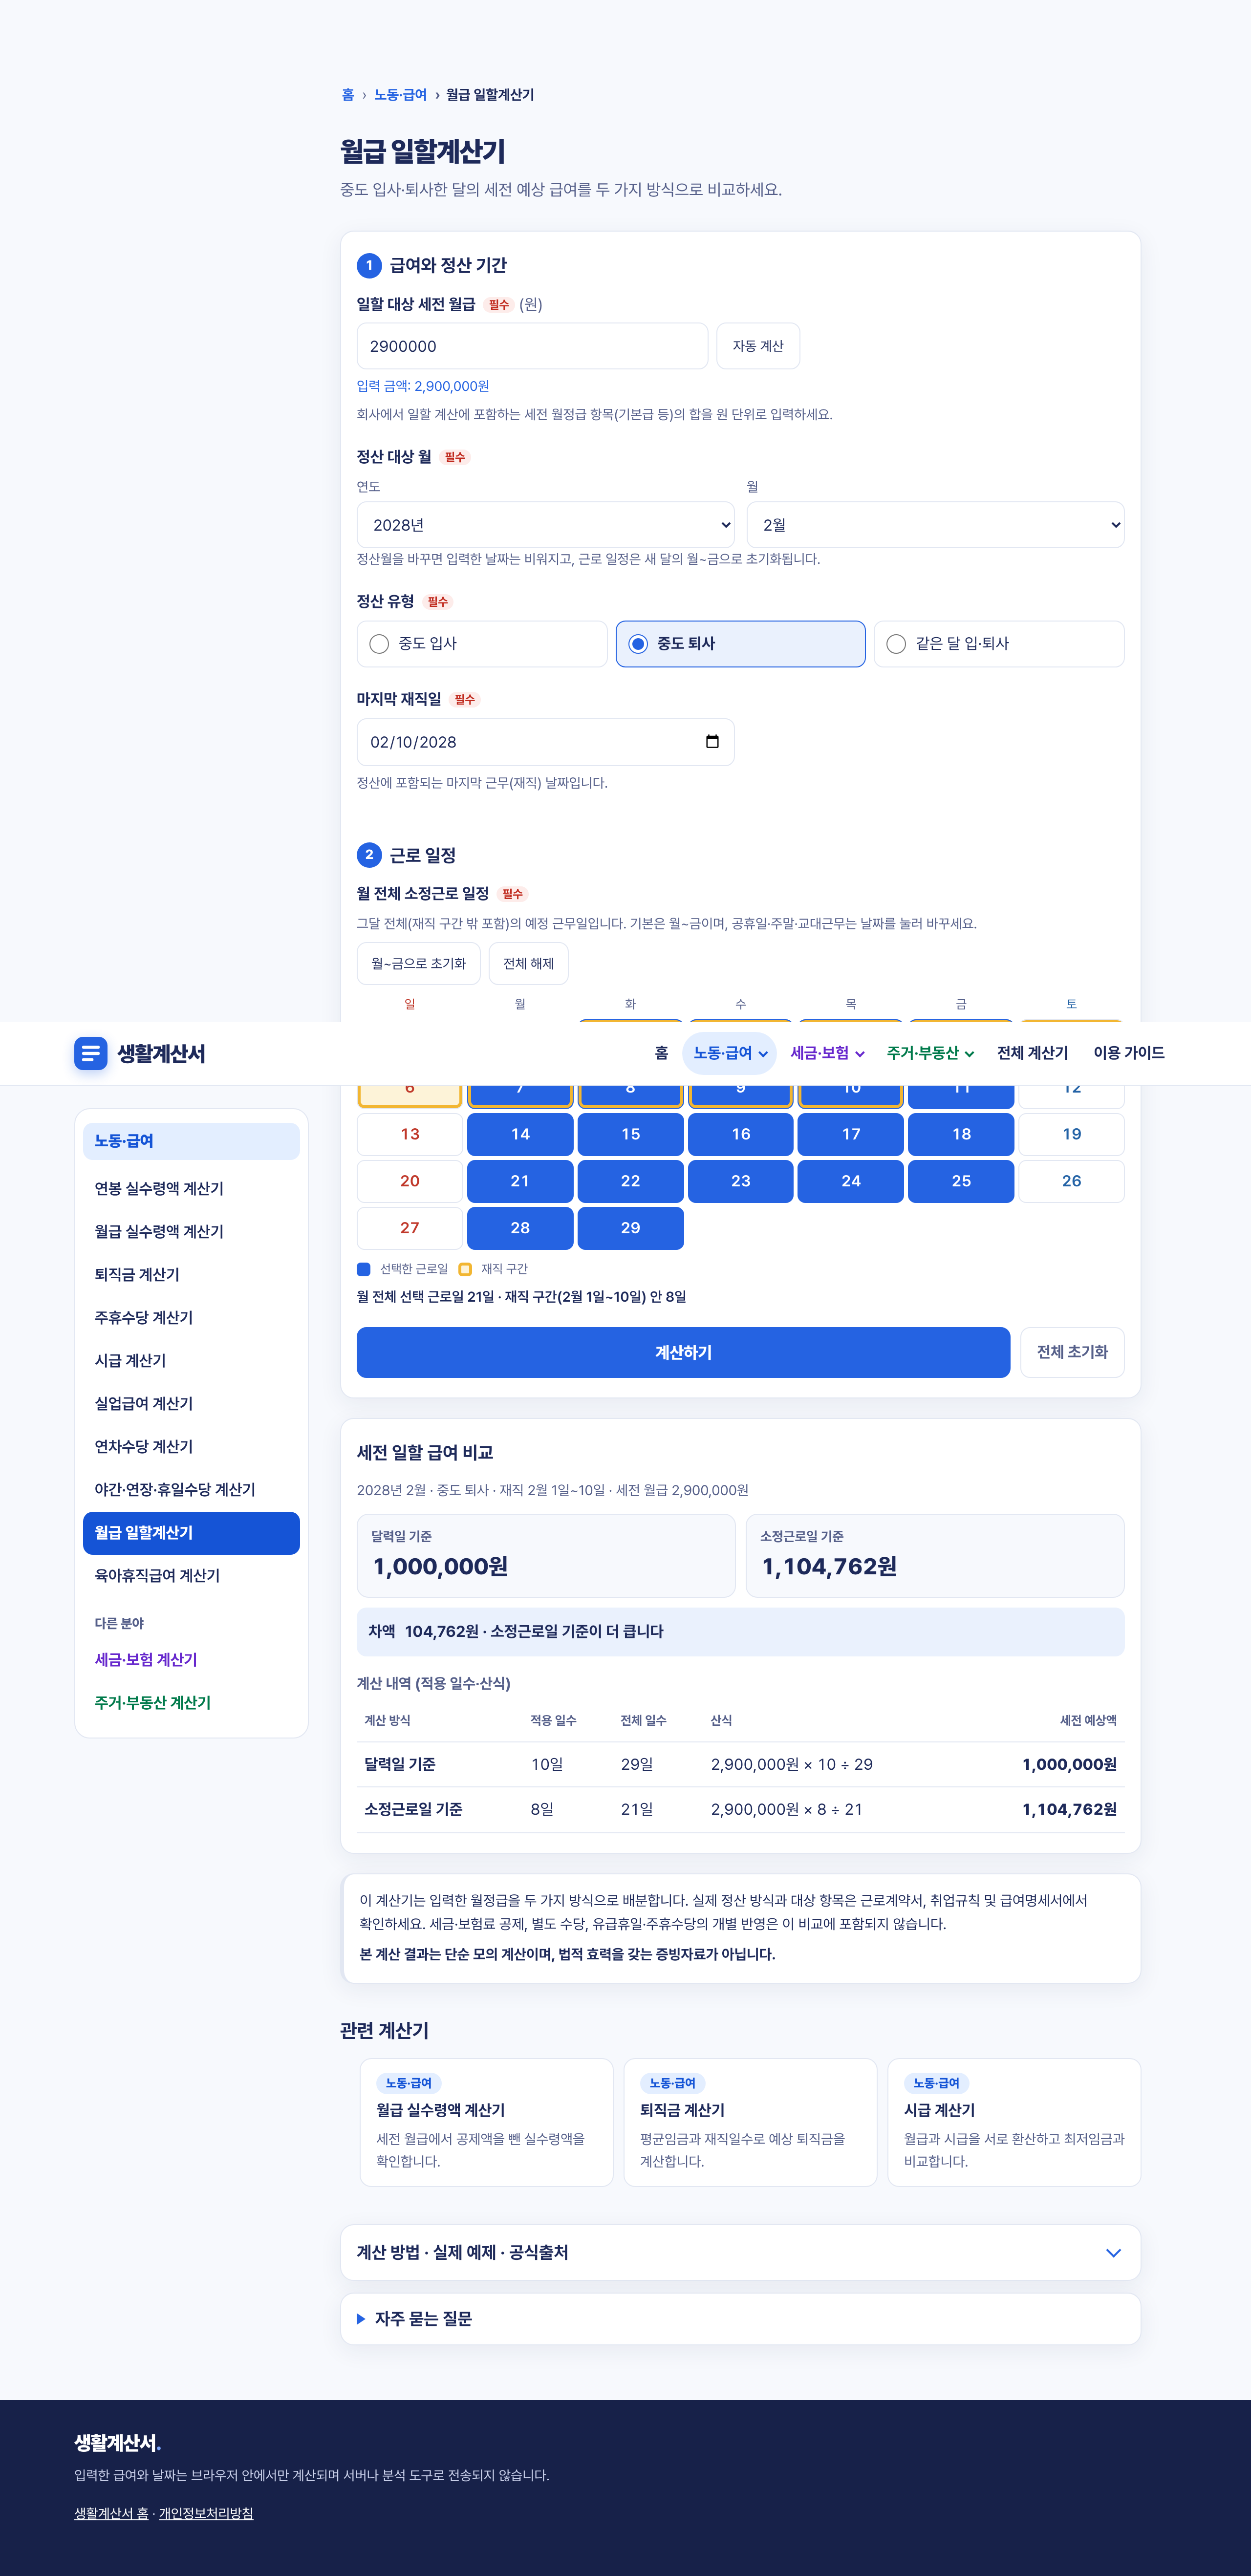 홈 › 노동·급여 › 월급 일할계산기
월급 일할계산기
중도 입사·퇴사한 달의 세전 예상 급여를 두 가지 방식으로 비교하세요.
1 급여와 정산 기간
일할 대상 세전 월급 필수 (원)
2900000 자동 계산
입력 금액: 2,900,000원
회사에서 일할 계산에 포함하는 세전 월정급 항목(기본급 등)의 합을 원 단위로 입력하세요.
정산 대상 월 필수
연도 월
2028년 2월
정산월을 바꾸면 입력한 날짜는 비워지고, 근로 일정은 새 달의 월~금으로 초기화됩니다.
정산 유형 필수
중도 입사 중도 퇴사 같은 달 입·퇴사
마지막 재직일 필수
02/10/2028
정산에 포함되는 마지막 근무(재직) 날짜입니다.
2 근로 일정
월 전체 소정근로 일정 필수
그달 전체(재직 구간 밖 포함)의 예정 근무일입니다. 기본은 월~금이며, 공휴일·주말·교대근무는 날짜를 눌러 바꾸세요.
월~금으로 초기화 전체 해제
일 월 화 수 목 금 토
생활계산서 홈 노동·급여 세금·보험 주거·부동산 전체 계산기 이용 가이드
6 7 8 9 10 11 12
13 14 15 16 17 18 19
20 21 22 23 24 25 26
27 28 29
선택한 근로일 재직 구간
월 전체 선택 근로일 21일 · 재직 구간(2월 1일~10일) 안 8일
계산하기 전체 초기화
노동·급여
연봉 실수령액 계산기
월급 실수령액 계산기
퇴직금 계산기
주휴수당 계산기
시급 계산기
실업급여 계산기
연차수당 계산기
야간·연장·휴일수당 계산기
월급 일할계산기
육아휴직급여 계산기
다른 분야
세금·보험 계산기
주거·부동산 계산기
세전 일할 급여 비교
2028년 2월 · 중도 퇴사 · 재직 2월 1일~10일 · 세전 월급 2,900,000원
달력일 기준 소정근로일 기준
1,000,000원 1,104,762원
차액 104,762원 · 소정근로일 기준이 더 큽니다
계산 내역 (적용 일수·산식)
계산 방식 적용 일수 전체 일수 산식 세전 예상액
달력일 기준 10일 29일 2,900,000원 × 10 ÷ 29 1,000,000원
소정근로일 기준 8일 21일 2,900,000원 × 8 ÷ 21 1,104,762원
이 계산기는 입력한 월정급을 두 가지 방식으로 배분합니다. 실제 정산 방식과 대상 항목은 근로계약서, 취업규칙 및 급여명세서에서
확인하세요. 세금·보험료 공제, 별도 수당, 유급휴일·주휴수당의 개별 반영은 이 비교에 포함되지 않습니다.
본 계산 결과는 단순 모의 계산이며, 법적 효력을 갖는 증빙자료가 아닙니다.
관련 계산기
노동·급여
월급 실수령액 계산기
세전 월급에서 공제액을 뺀 실수령액을
확인합니다.
노동·급여
퇴직금 계산기
평균임금과 재직일수로 예상 퇴직금을
계산합니다.
노동·급여
시급 계산기
월급과 시급을 서로 환산하고 최저임금과
비교합니다.
계산 방법 · 실제 예제 · 공식출처
자주 묻는 질문
생활계산서.
입력한 급여와 날짜는 브라우저 안에서만 계산되며 서버나 분석 도구로 전송되지 않습니다.
생활계산서 홈 · 개인정보처리방침